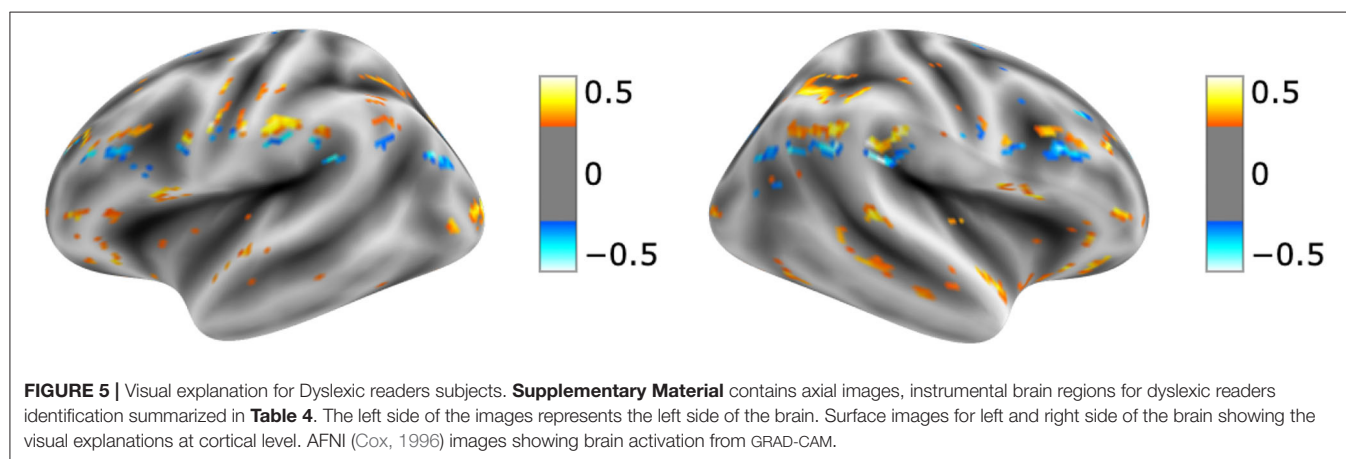 0.5
0
−0.5
0.5
0
−0.5
FIGURE 5 | Visual explanation for Dyslexic readers subjects. Supplementary Material contains axial images, instrumental brain regions for dyslexic readers
identification summarized in Table 4. The left side of the images represents the left side of the brain. Surface images for left and right side of the brain showing the
visual explanations at cortical level. AFNI (Cox, 1996) images showing brain activation from GRAD-CAM.